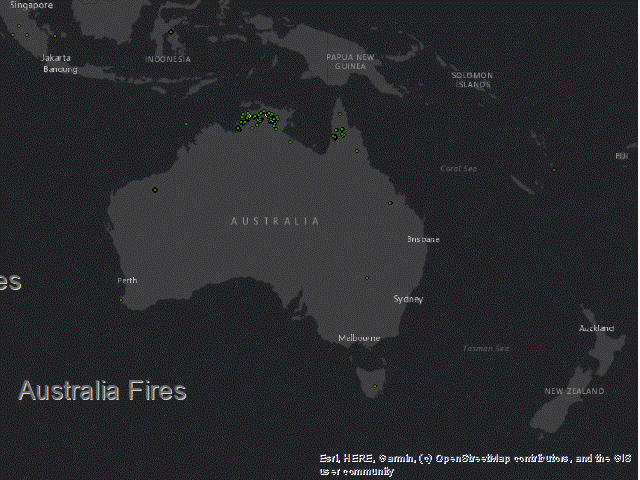 Singapore
Jakarta
Bandung
INDONESIA
PAPUA NEW
GUINEA
SOLOMON
ISLANDS
FIJI
Coral Sea
AUSTRALIA
Brisbane
es
Perth
Sydney
Auckland
Melbourne
Tasman Sea
Australia Fires
NEW ZEALAND
Esri, HERE, Garmin, (c) OpenStreetMap contributors, and the GIS
user community